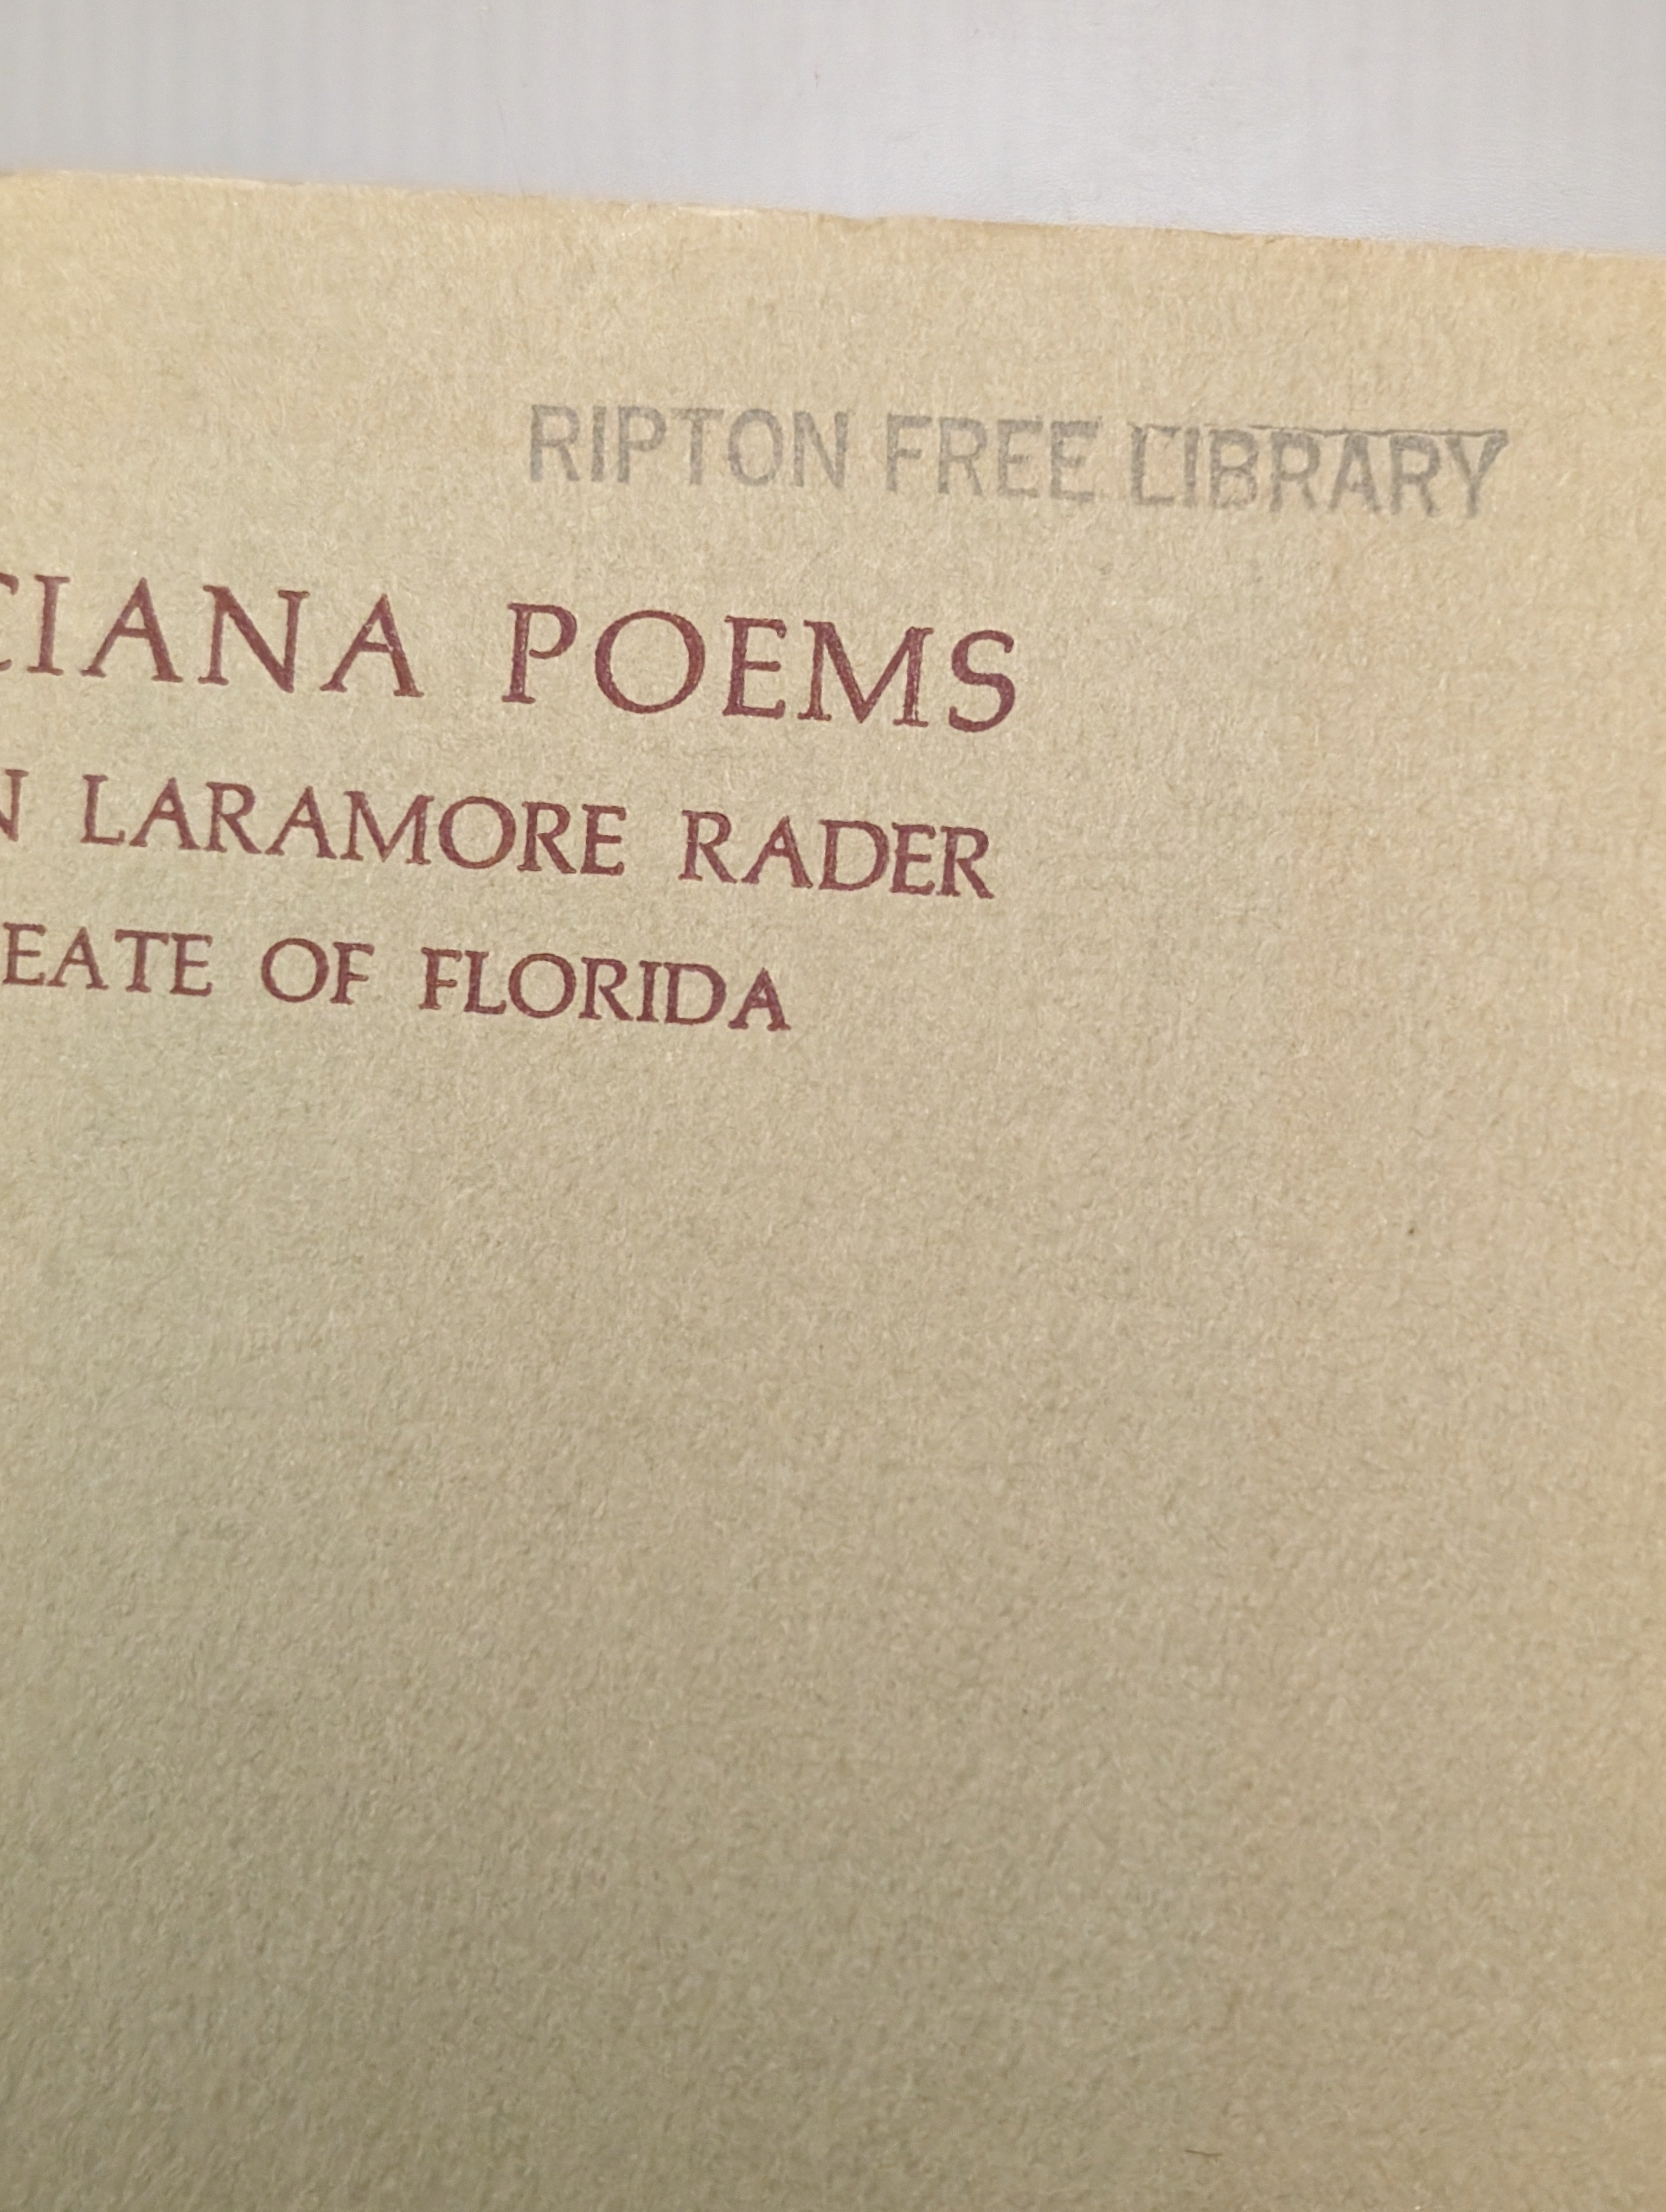 RIPTON FREE LIBRARY
CIANA POEMS
N LARAMORE RADER
EATE OF FLORIDA